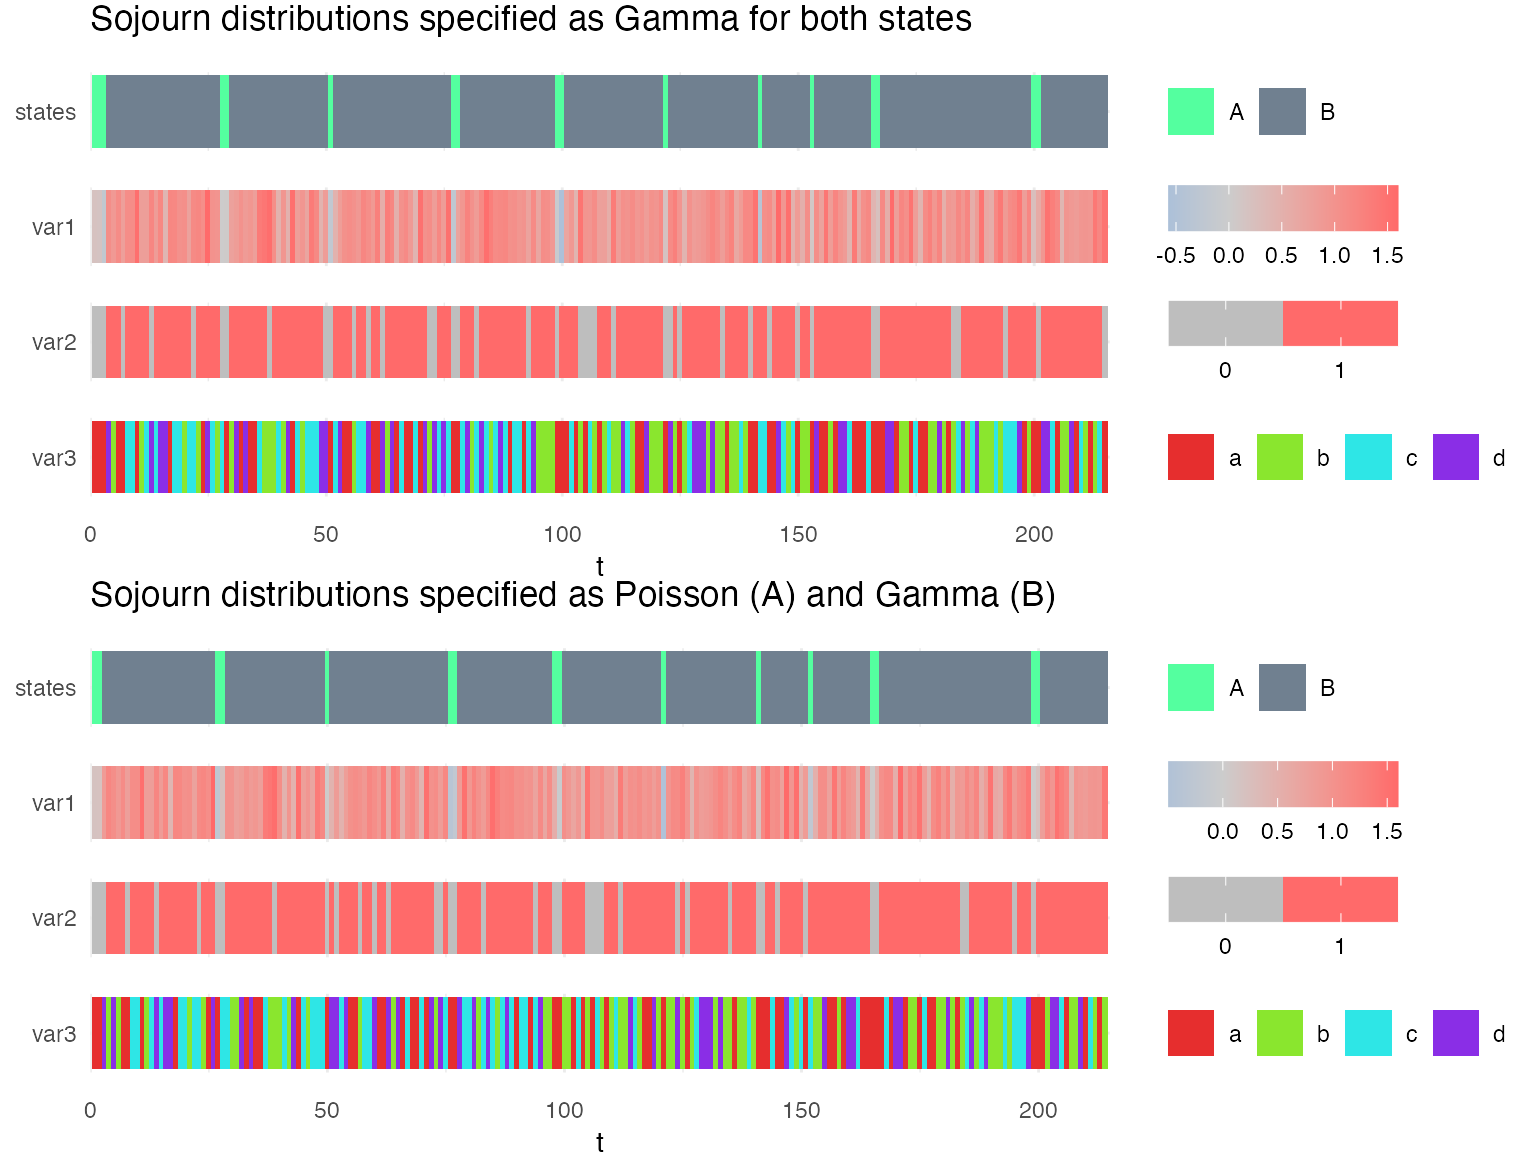 Sojourn distributions specified as Gamma for both states
states
A B
var1
-0.5 0.0 0.5 1.0 1.5
var2
0 1
var3
a b c d
0 50 100 150 200
t
Sojourn distributions specified as Poisson (A) and Gamma (B)
states
A B
var1
0.0 0.5 1.0 1.5
var2
0 1
var3
a b c d
0 50 100 150 200
t